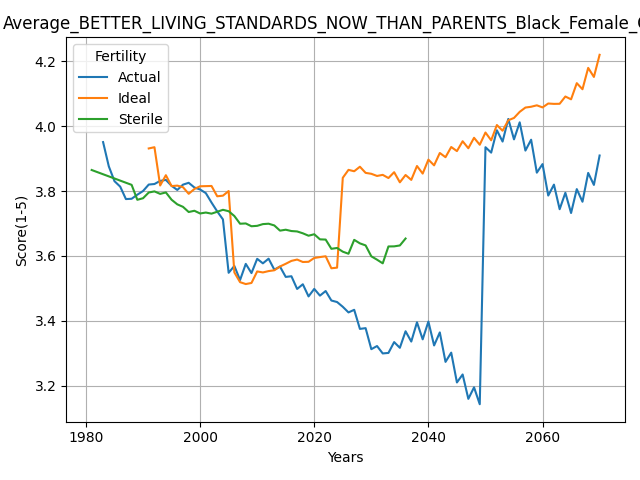 Average_BETTER_LIVING_STANDARDS_NOW_THAN_PARENTS_Black_Female_
Fertility
Actual
Ideal
Sterile
4.2
4.0
3.8
3.6
3.4
3.2
Score(1-5)
1980 2000 2020 2040 2060
Years